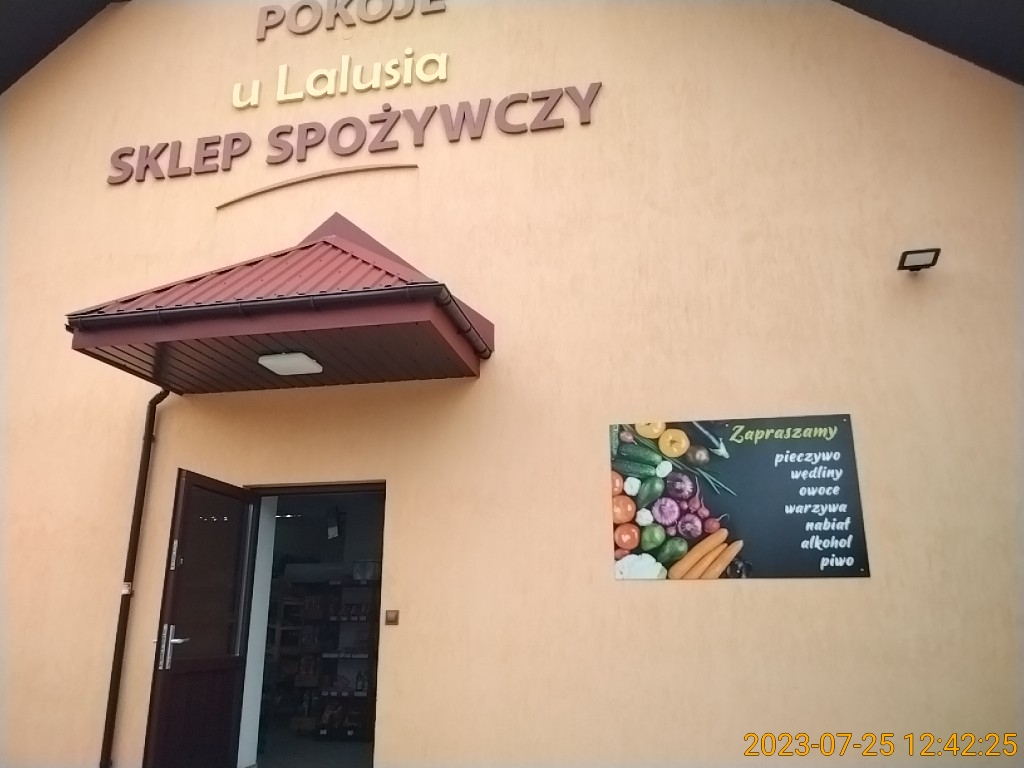 POKOJE
u Lalusia
SKLEP SPOŻYWCZY
Zapraszamy
pieczywo
wędliny
owoce
warzywa
nabiał
alkohol
piwo
2023-07-25 12:42:25